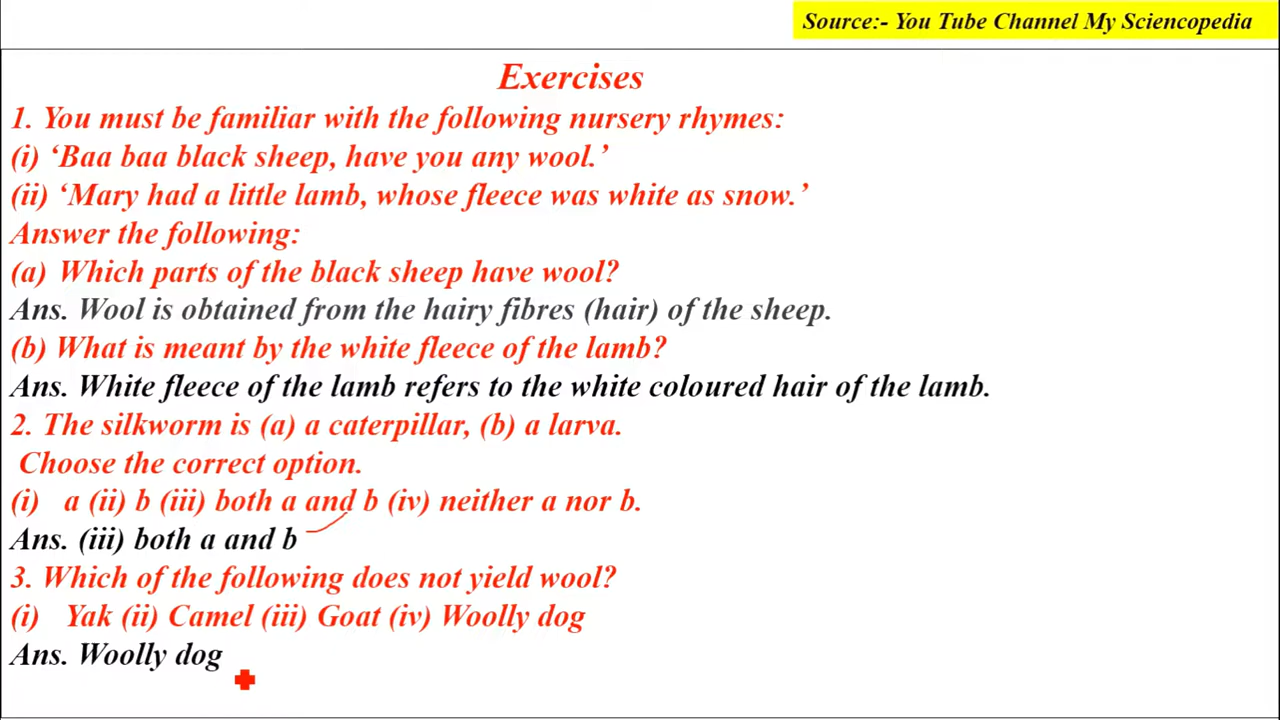 Source:- You Tube Channel My Sciencopedia
Exercises
1. You must be familiar with the following nursery rhymes:
(i) ‘Baa baa black sheep, have you any wool.’
(ii) ‘Mary had a little lamb, whose fleece was white as snow.’
Answer the following:
(a) Which parts of the black sheep have wool?
Ans. Wool is obtained from the hairy fibres (hair) of the sheep.
(b) What is meant by the white fleece of the lamb?
Ans. White fleece of the lamb refers to the white coloured hair of the lamb.
2. The silkworm is (a) a caterpillar, (b) a larva.
Choose the correct option.
(i) a (ii) b (iii) both a and b (iv) neither a nor b.
Ans. (iii) both a and b
3. Which of the following does not yield wool?
(i) Yak (ii) Camel (iii) Goat (iv) Woolly dog
Ans. Woolly dog